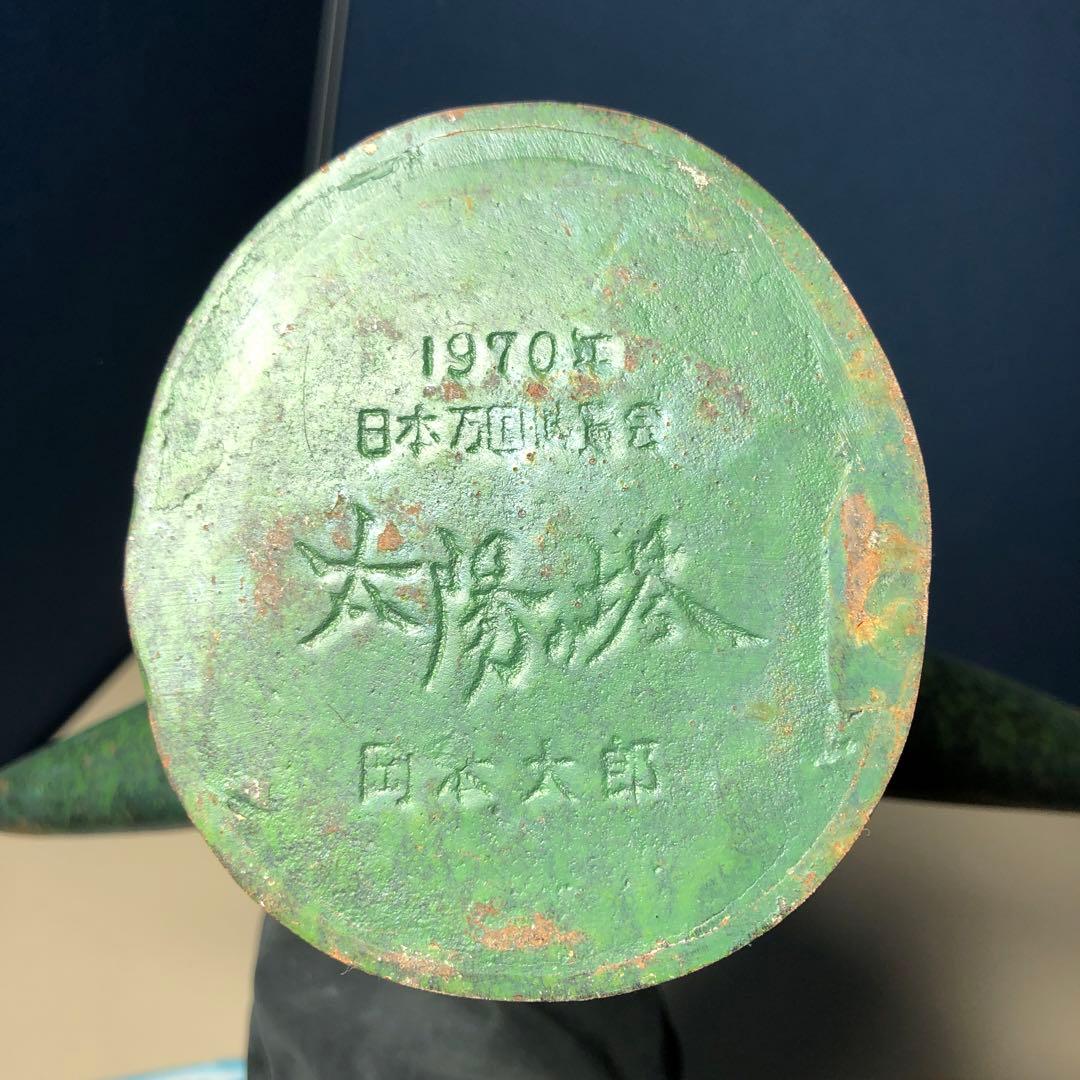 1970年
日本万国博覧会
太陽の塔
岡本太郎